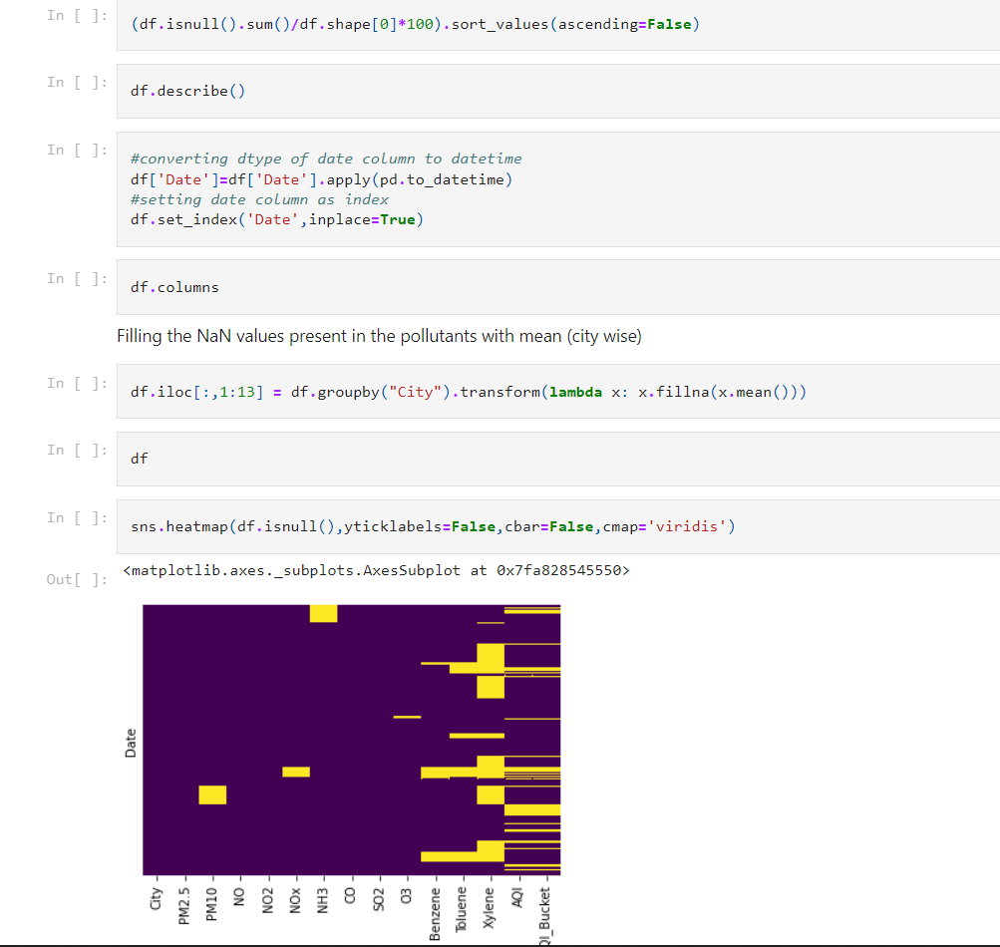 In [ ]:
(df.isnull().sum()/df.shape[0]*100).sort_values(ascending=False)
In [ ]:
df.describe()
In [ ]:
#converting dtype of date column to datetime
df['Date']=df['Date'].apply(pd.to_datetime)
#setting date column as index
df.set_index('Date',inplace=True)
In [ ]:
df.columns
Filling the NaN values present in the pollutants with mean (city wise)
In [ ]:
df.iloc[:,1:13] = df.groupby("City").transform(lambda x: x.fillna(x.mean()))
In [ ]:
df
In [ ]:
sns.heatmap(df.isnull(),yticklabels=False,cbar=False,cmap='viridis')
Out[ ]:
<matplotlib.axes._subplots.AxesSubplot at 0x7fa828545550>
Date
City
PM2.5
PM10
NO
NO2
NOx
NH3
CO
SO2
O3
Benzene
Toluene
Xylene
AQI
QI_Bucket